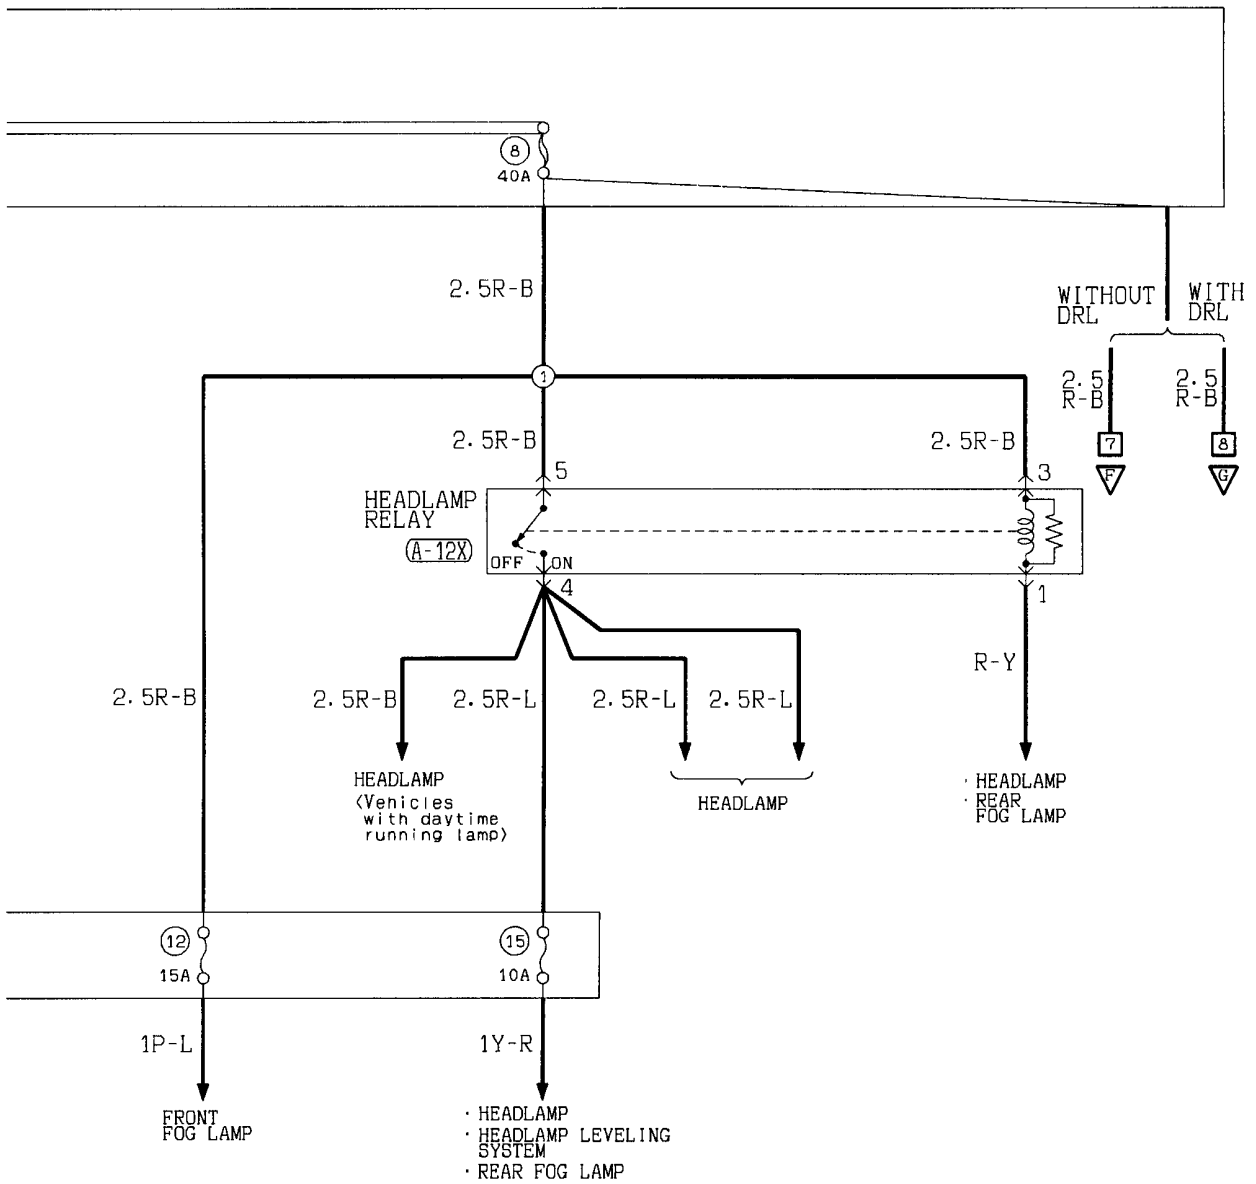 8
40A
2.5R-B
WITHOUT
DRL
WITH
DRL
1
2.5
R-B
2.5
R-B
2.5R-B
2.5R-B
7
8
F
G
5
3
HEADLAMP
RELAY
A-12X
OFF
ON
4
1
R-Y
2.5R-B
2.5R-B
2.5R-L
2.5R-L
2.5R-L
HEADLAMP
<Vehicles
with daytime
running lamp>
HEADLAMP
· HEADLAMP
· REAR
FOG LAMP
12
15A
15
10A
1P-L
1Y-R
FRONT
FOG LAMP
· HEADLAMP
· HEADLAMP LEVELING
SYSTEM
· REAR FOG LAMP